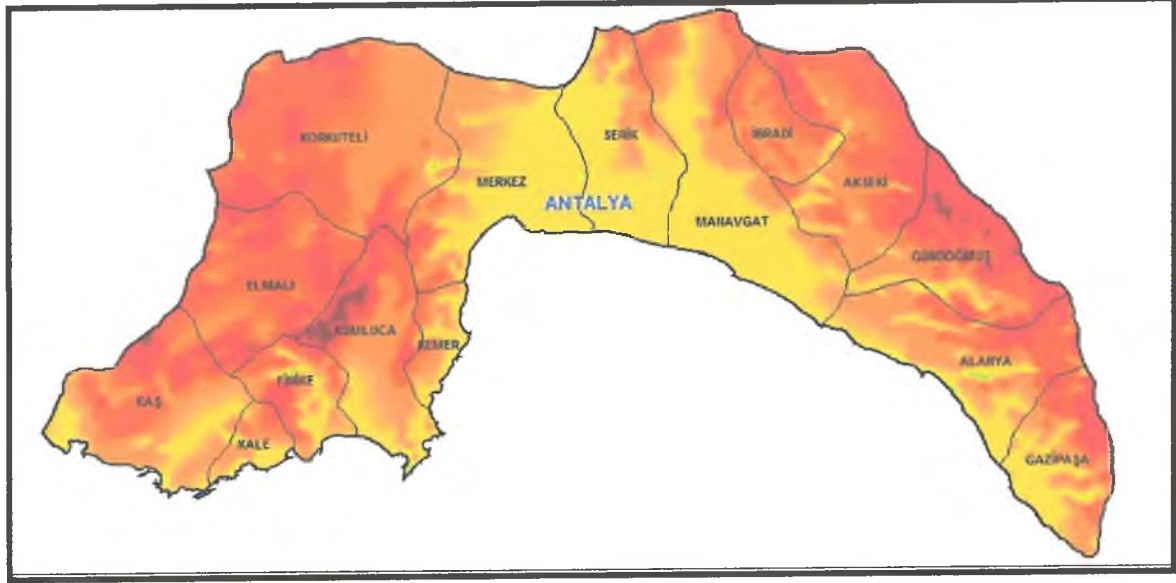 KORKUTELİ
SERİK
İBRADİ
MERKEZ
AKSEKİ
ANTALYA
MANAVGAT
GÜNDOĞMUŞ
ELMALI
KUMLUCA
KEMER
ALANYA
FİNİKE
KAŞ
KALE
GAZİPAŞA